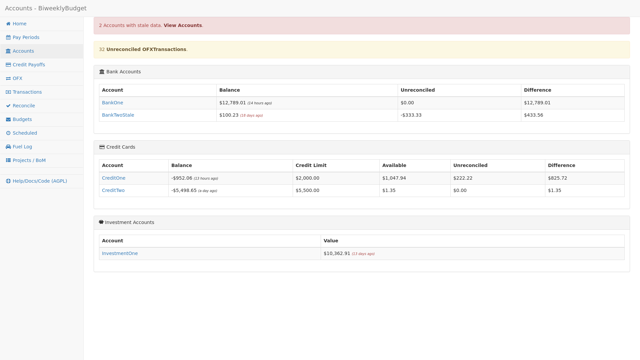 Accounts - BiweeklyBudget
Home
Pay Periods
Accounts
Credit Payoffs
OFX
Transactions
Reconcile
Budgets
Scheduled
Fuel Log
Projects / BoM
Help/Docs/Code (AGPL)
2 Accounts with stale data. View Accounts.
32 Unreconciled OFXTransactions.
Bank Accounts
Account Balance Unreconciled Difference
BankOne $12,789.01 (14 hours ago) $0.00 $12,789.01
BankTwoStale $100.23 (18 days ago) -$333.33 $433.56
Credit Cards
Account Balance Credit Limit Available Unreconciled Difference
CreditOne -$952.06 (13 hours ago) $2,000.00 $1,047.94 $222.22 $825.72
CreditTwo -$5,498.65 (a day ago) $5,500.00 $1.35 $0.00 $1.35
Investment Accounts
Account Value
InvestmentOne $10,362.91 (13 days ago)